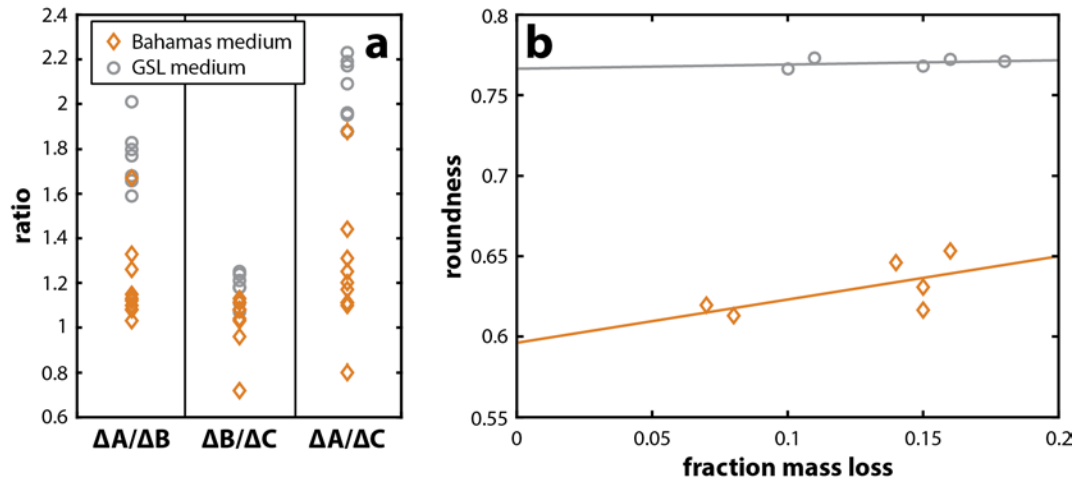 a
Bahamas medium
GSL medium
2.4
2.2
2
1.8
1.6
1.4
1.2
1
0.8
0.6
ratio
ΔA/ΔB
ΔB/ΔC
ΔA/ΔC
b
0.8
0.75
0.7
0.65
0.6
0.55
roundness
0
0.05
0.1
0.15
0.2
fraction mass loss